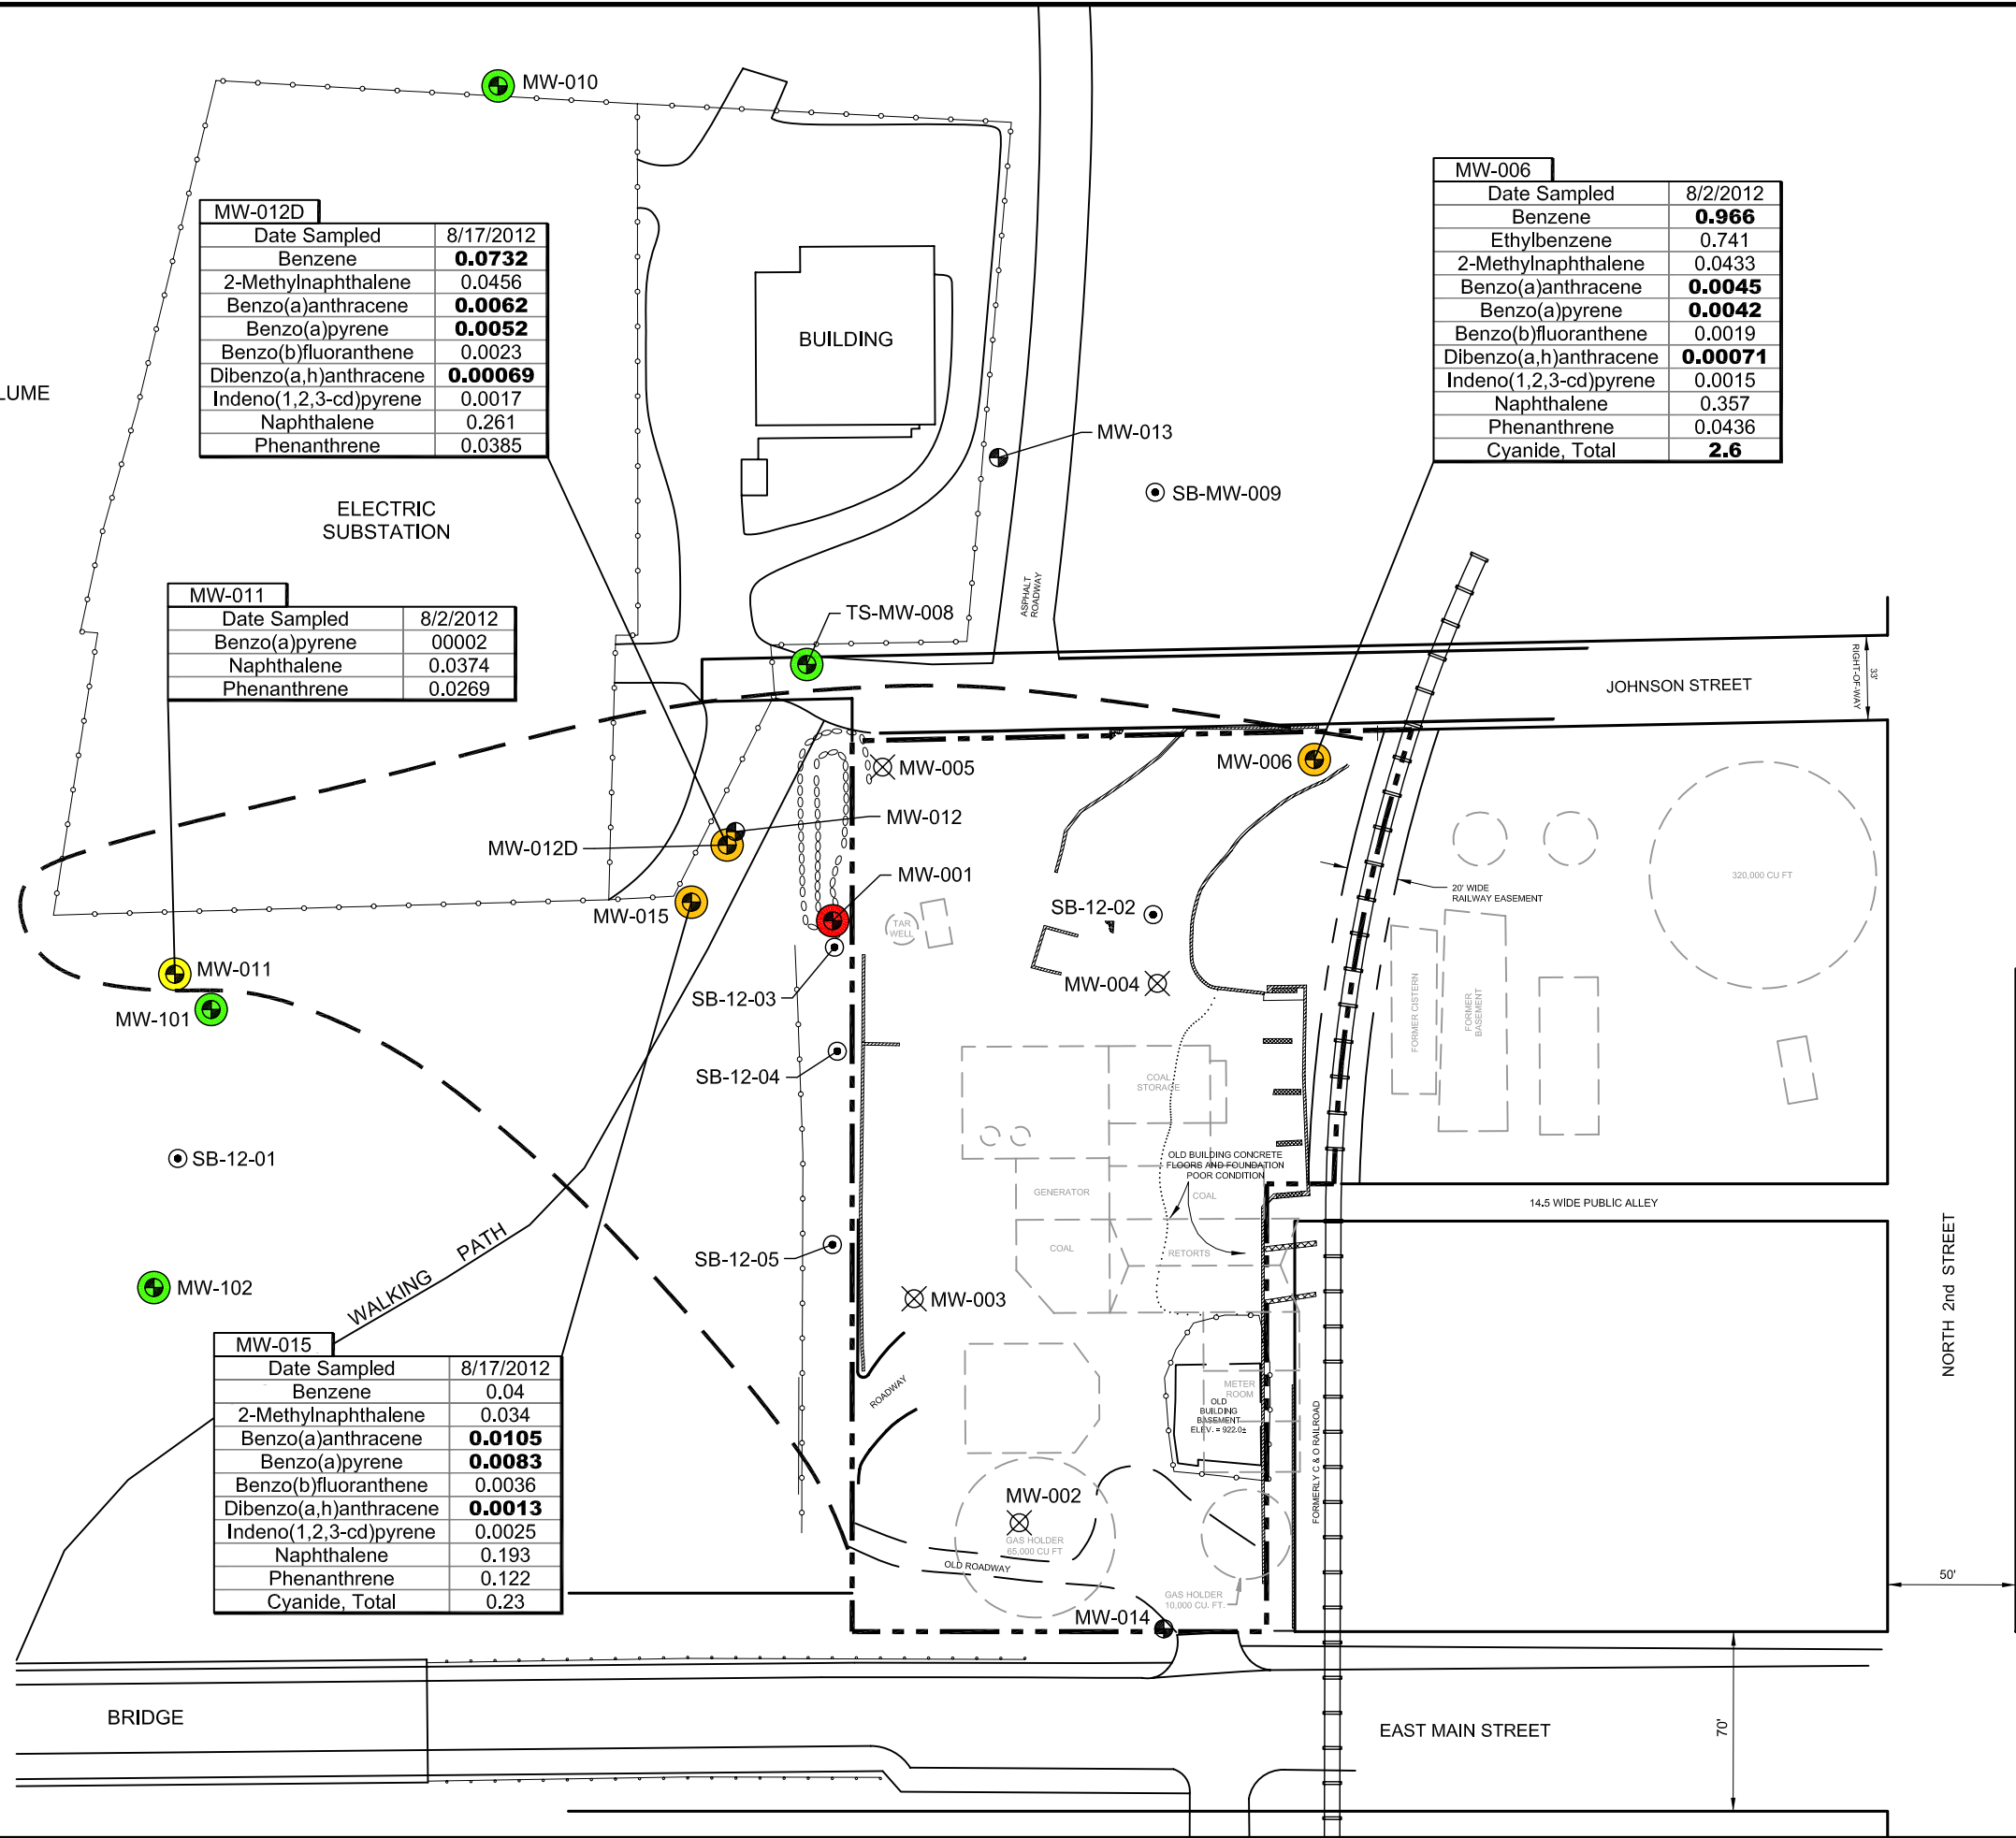 MW-010
MW-012D
Date Sampled 8/17/2012
Benzene 0.0732
2-Methylnaphthalene 0.0456
Benzo(a)anthracene 0.0062
Benzo(a)pyrene 0.0052
Benzo(b)fluoranthene 0.0023
Dibenzo(a,h)anthracene 0.00069
Indeno(1,2,3-cd)pyrene 0.0017
Naphthalene 0.261
Phenanthrene 0.0385
MW-006
Date Sampled 8/2/2012
Benzene 0.966
Ethylbenzene 0.741
2-Methylnaphthalene 0.0433
Benzo(a)anthracene 0.0045
Benzo(a)pyrene 0.0042
Benzo(b)fluoranthene 0.0019
Dibenzo(a,h)anthracene 0.00071
Indeno(1,2,3-cd)pyrene 0.0015
Naphthalene 0.357
Phenanthrene 0.0436
Cyanide, Total 2.6
BUILDING
LUME
MW-013
SB-MW-009
ELECTRIC
SUBSTATION
MW-011
Date Sampled 8/2/2012
Benzo(a)pyrene 00002
Naphthalene 0.0374
Phenanthrene 0.0269
TS-MW-008
ASPHALT
ROADWAY
JOHNSON STREET
33'
RIGHT-OF-WAY
MW-005
MW-006
MW-012
MW-012D
MW-001
MW-015
TAR
WELL
SB-12-02
20' WIDE
RAILWAY EASEMENT
320,000 CU FT
MW-011
MW-101
SB-12-03
MW-004
FORMER CISTERN
FORMER
BASEMENT
SB-12-04
COAL
STORAGE
SB-12-01
OLD BUILDING CONCRETE
FLOORS AND FOUNDATION
POOR CONDITION
GENERATOR
COAL
14.5 WIDE PUBLIC ALLEY
COAL
RETORTS
SB-12-05
WALKING PATH
MW-102
MW-003
NORTH 2nd STREET
MW-015
Date Sampled 8/17/2012
Benzene 0.04
2-Methylnaphthalene 0.034
Benzo(a)anthracene 0.0105
Benzo(a)pyrene 0.0083
Benzo(b)fluoranthene 0.0036
Dibenzo(a,h)anthracene 0.0013
Indeno(1,2,3-cd)pyrene 0.0025
Naphthalene 0.193
Phenanthrene 0.122
Cyanide, Total 0.23
ROADWAY
METER
ROOM
OLD
BUILDING
BASEMENT
ELEV. = 922.0±
FORMERLY C & O RAILROAD
MW-002
GAS HOLDER
65,000 CU FT
OLD ROADWAY
GAS HOLDER
10,000 CU. FT.
MW-014
50'
BRIDGE
EAST MAIN STREET
70'